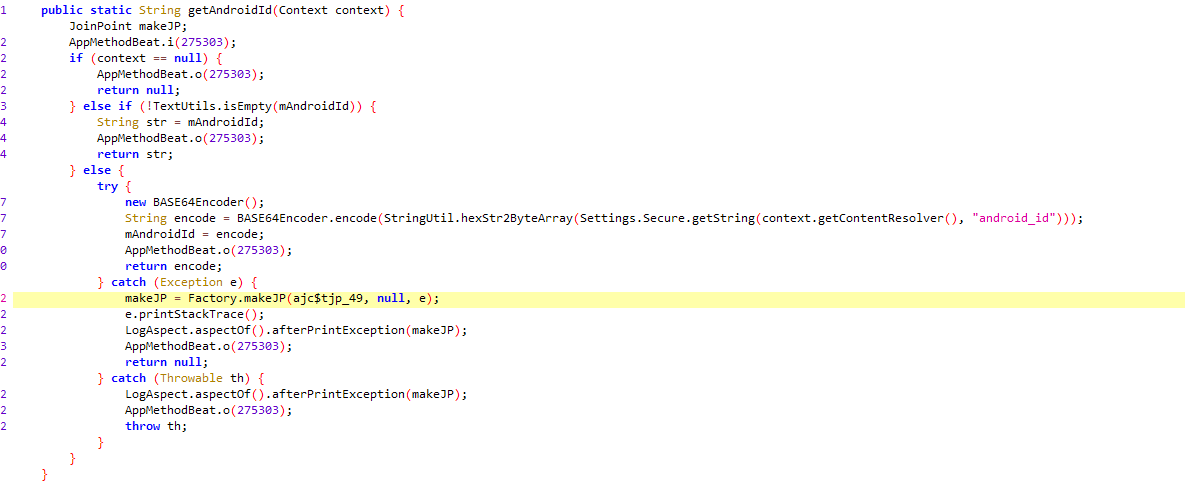 1 public static String getAndroidId(Context context) {
JoinPoint makeJP;
2 AppMethodBeat.i(275303);
2 if (context == null) {
2 AppMethodBeat.o(275303);
2 return null;
3 } else if (!TextUtils.isEmpty(mAndroidId)) {
4 String str = mAndroidId;
4 AppMethodBeat.o(275303);
4 return str;
} else {
try {
7 new BASE64Encoder();
7 String encode = BASE64Encoder.encode(StringUtil.hexStr2ByteArray(Settings.Secure.getString(context.getContentResolver(), "android_id")));
7 mAndroidId = encode;
0 AppMethodBeat.o(275303);
0 return encode;
} catch (Exception e) {
2 makeJP = Factory.makeJP(ajc$tjp_49, null, e);
2 e.printStackTrace();
2 LogAspect.aspectOf().afterPrintException(makeJP);
3 AppMethodBeat.o(275303);
2 return null;
} catch (Throwable th) {
2 LogAspect.aspectOf().afterPrintException(makeJP);
2 AppMethodBeat.o(275303);
2 throw th;
}
}
}